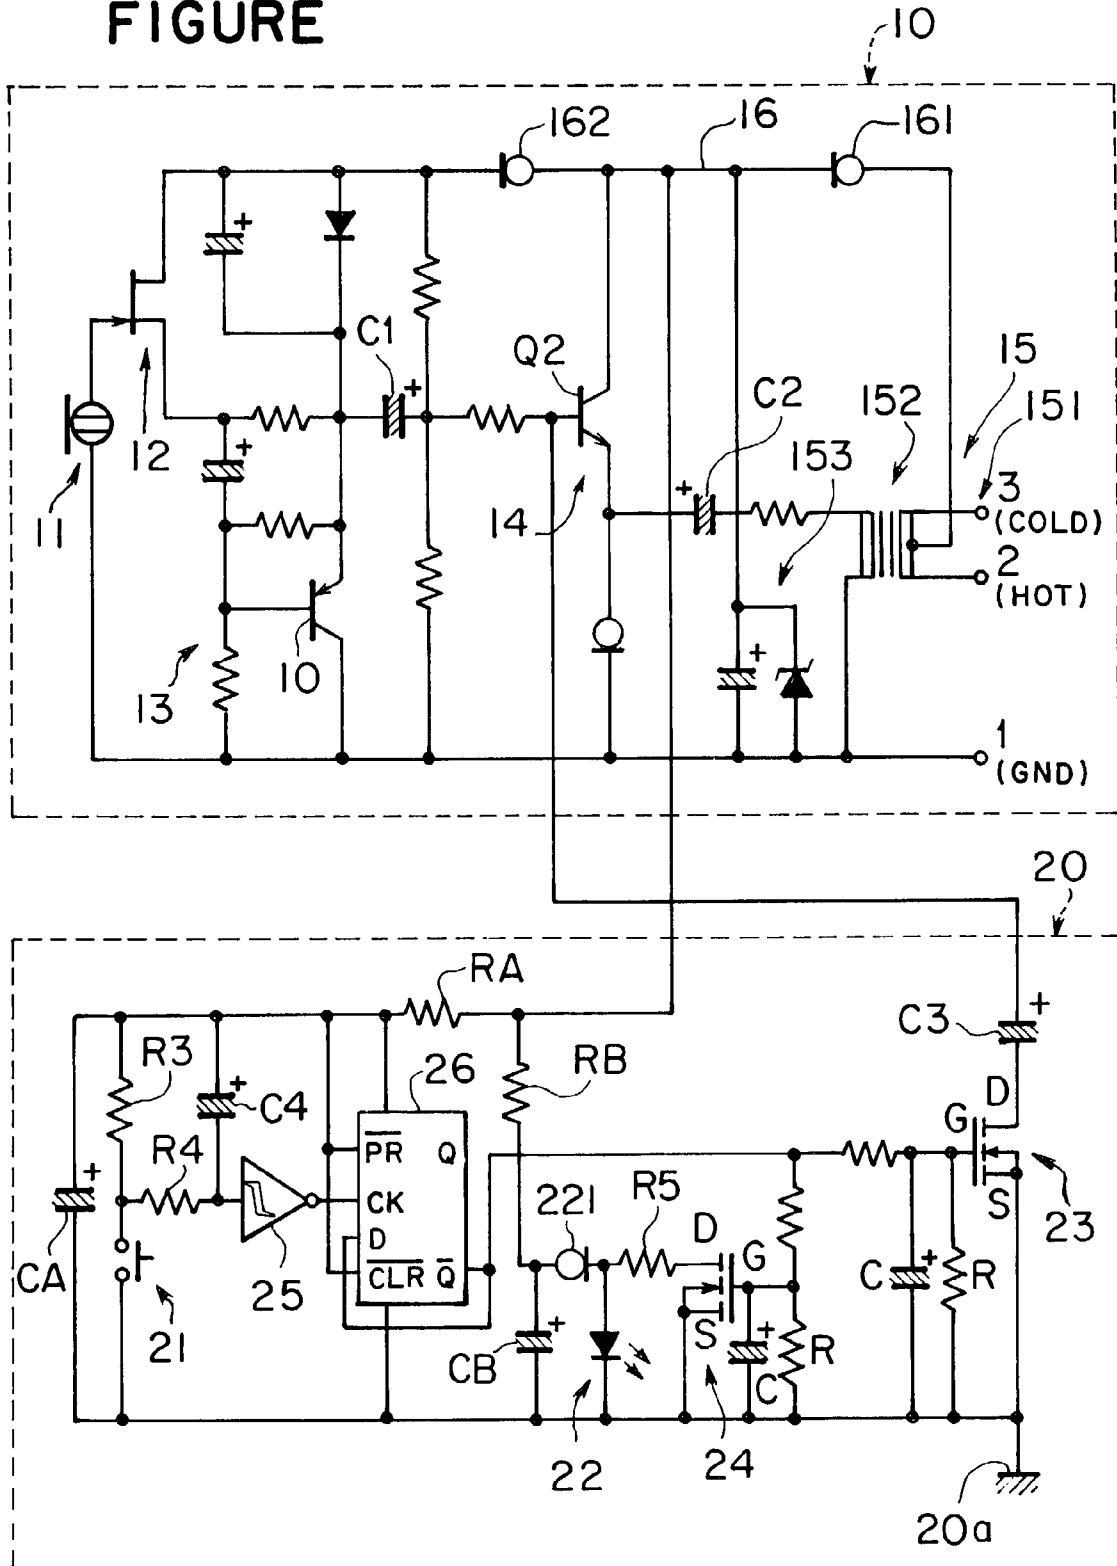 FIGURE
10
162
16
161
+
C1
+
Q2
C2
15
152
151
12
+
153
11
14
+
3
(COLD)
2
(HOT)
13
10
+
1
(GND)
20
RA
+
C3
R3
26
RB
D
+
C4
G
R4
PR Q
+
CK
221
R5
D
S
23
CA
D
G
C
+
R
25
CLR Q
21
+
S
+
R
CB
C
22
24
20a